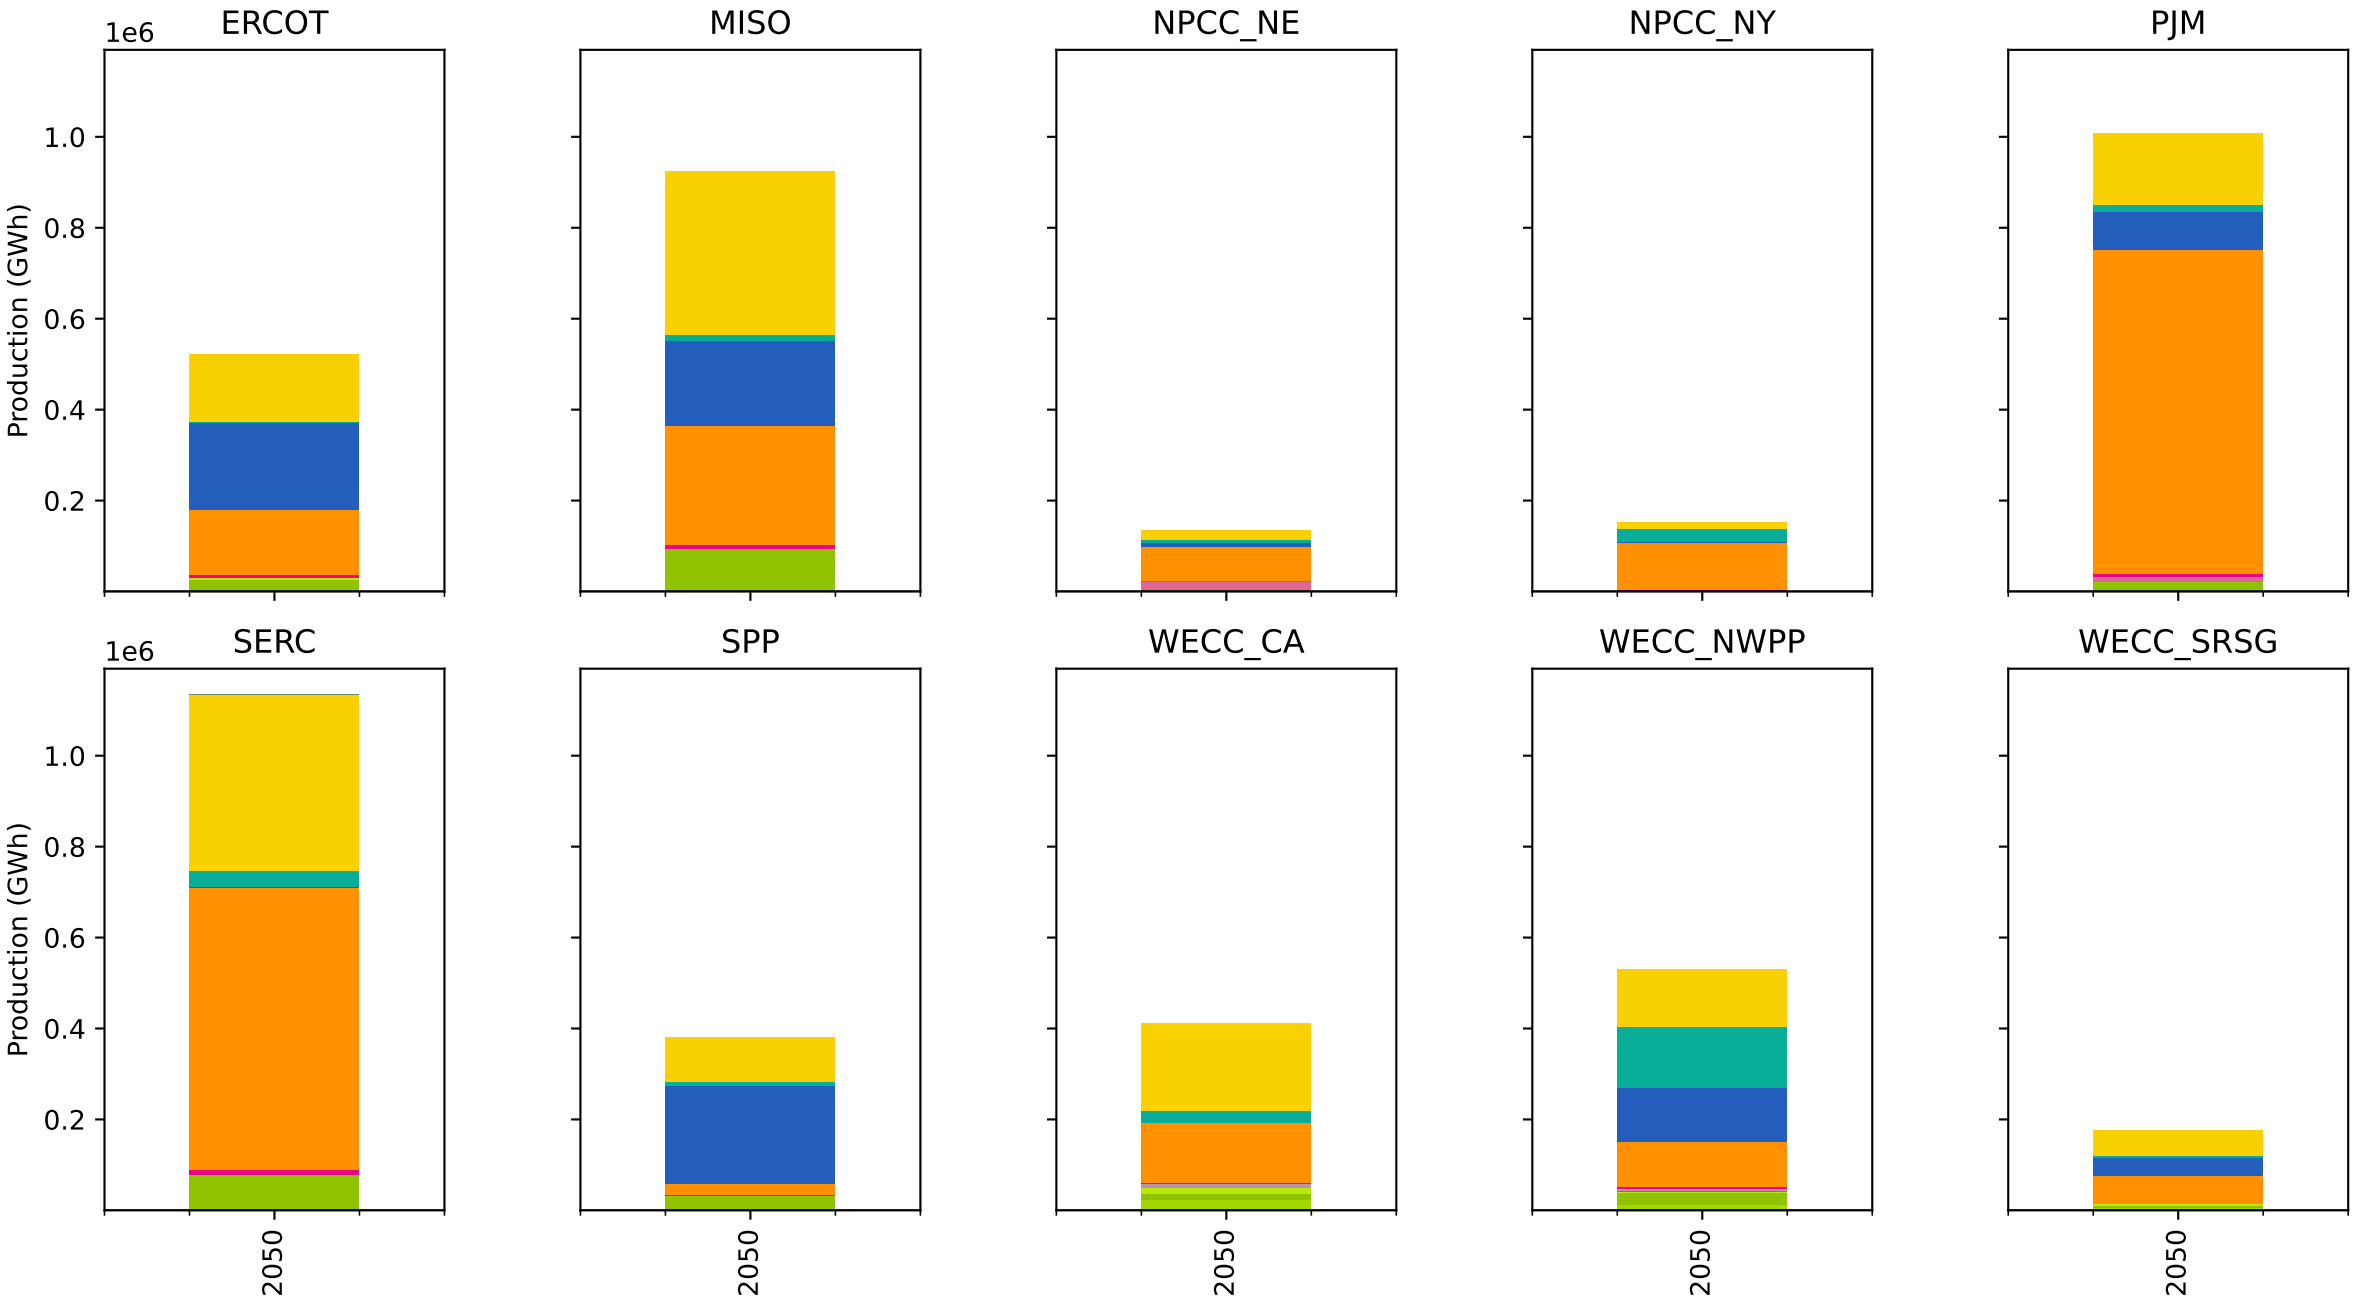 ERCOT
MISO
NPCC_NE
NPCC_NY
PJM
1e6
1.0
0.8
0.6
0.4
0.2
Production (GWh)
SERC
SPP
WECC_CA
WECC_NWPP
WECC_SRSG
1e6
1.0
0.8
0.6
0.4
0.2
Production (GWh)
2050
2050
2050
2050
2050